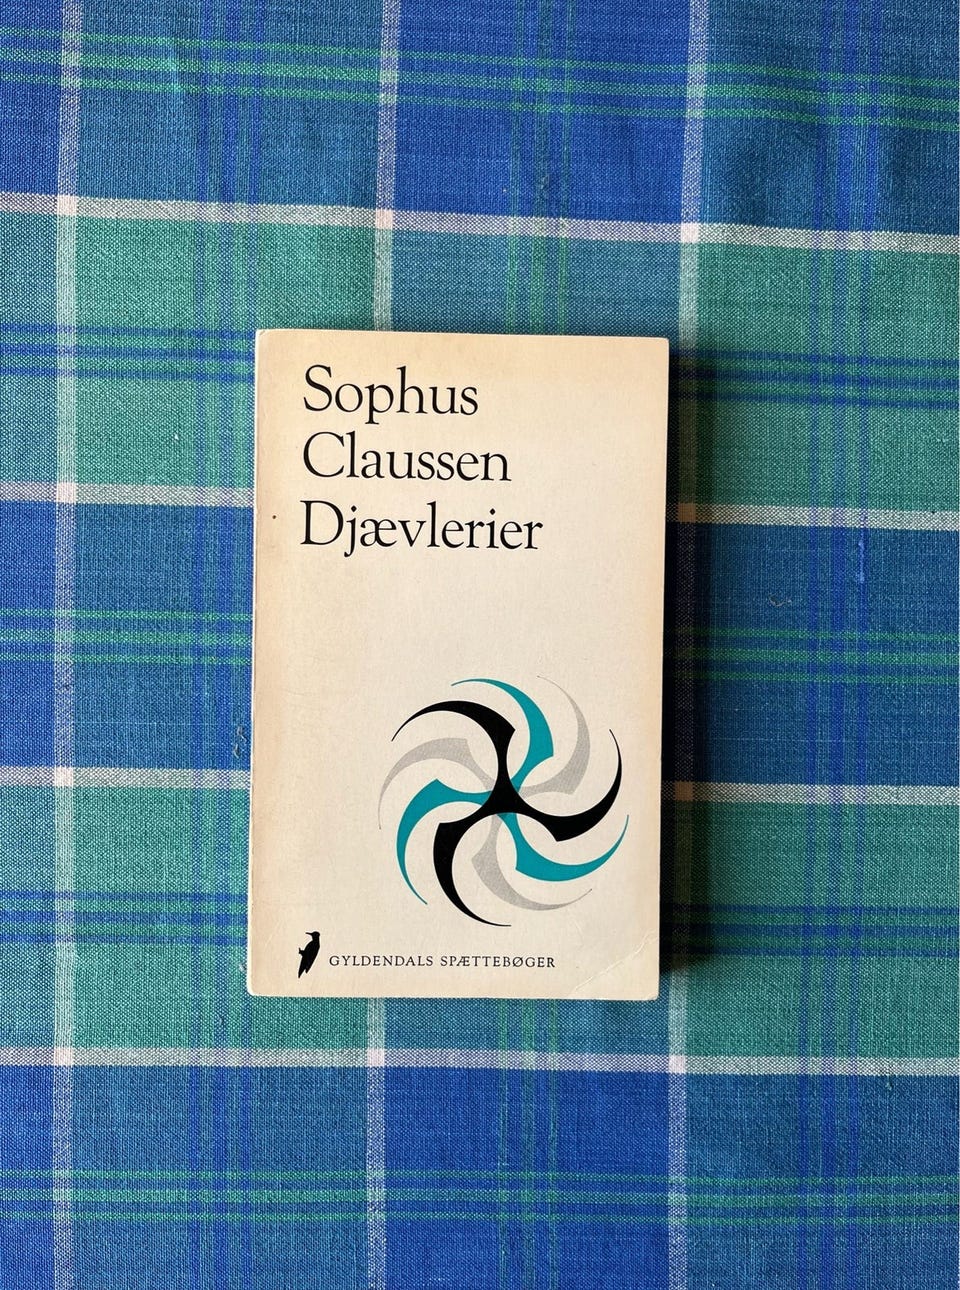 Sophus
Claussen
Djævlerier
GYLDENDALS SPÆTTEBØGER